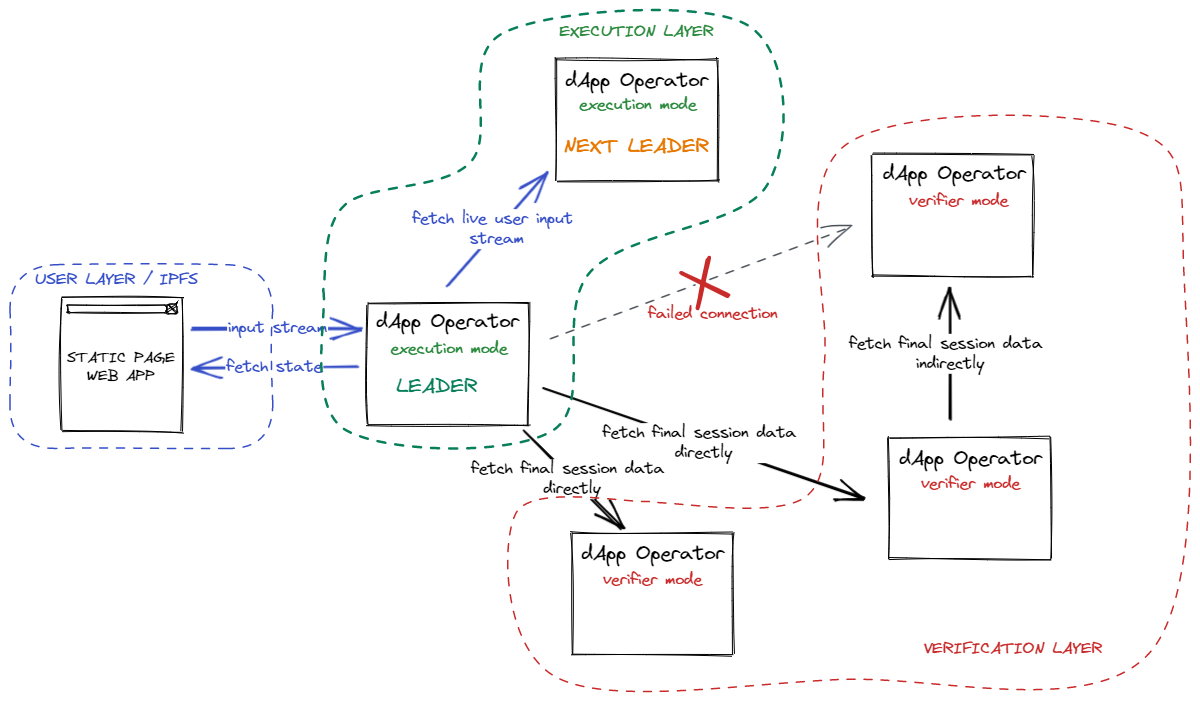 EXECUTION LAYER
dApp Operator
execution mode
NEXT LEADER
fetch live user input
stream
USER LAYER / IPFS
STATIC PAGE
WEB APP
input stream
fetch state
dApp Operator
execution mode
LEADER
failed connection
dApp Operator
verifier mode
fetch final session data
indirectly
fetch final session data
directly
fetch final session data
directly
dApp Operator
verifier mode
dApp Operator
verifier mode
VERIFICATION LAYER